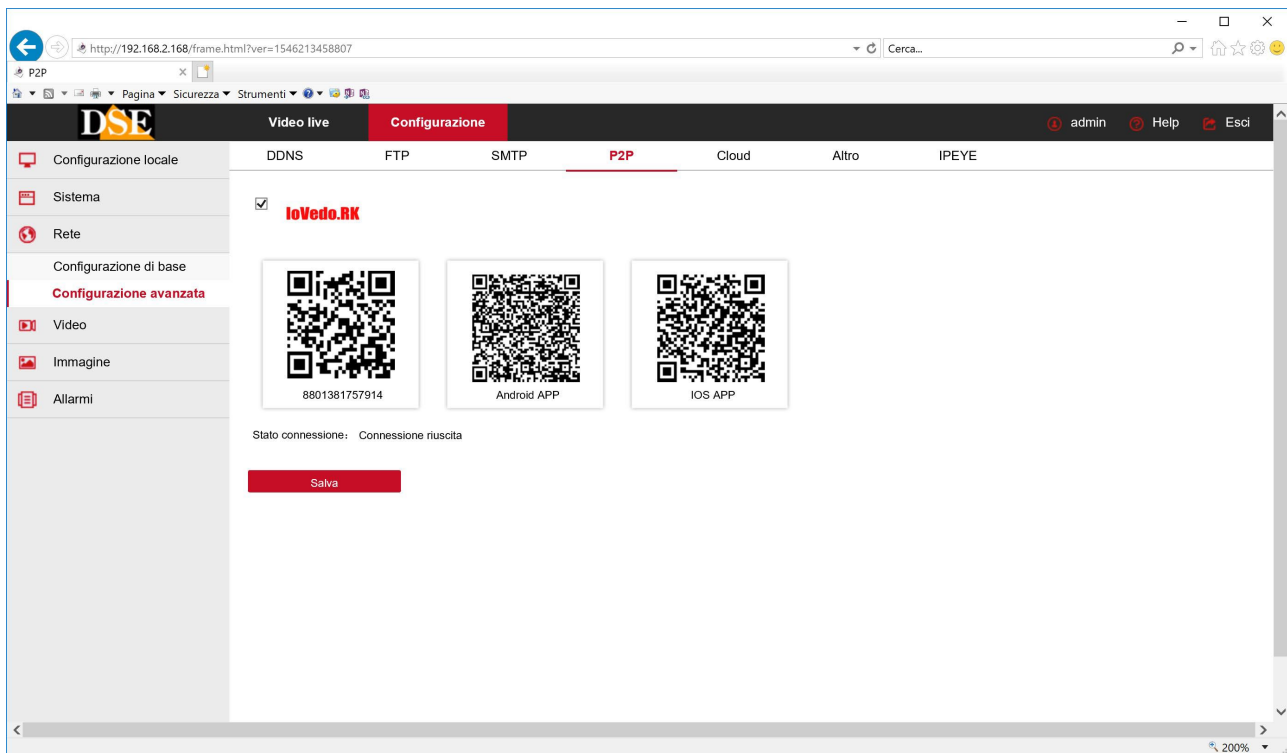 http://192.168.2.168/frame.html?ver=1546213458807
Cerca...
P2P
Pagina Sicurezza Strumenti
DSE
Video live Configurazione admin Help Esci
Configurazione locale
Sistema
Rete
Configurazione di base
Configurazione avanzata
Video
Immagine
Allarmi
DDNS FTP SMTP P2P Cloud Altro IPEYE
IoVedo.RK
8801381757914 Android APP IOS APP
Stato connessione: Connessione riuscita
Salva
200%